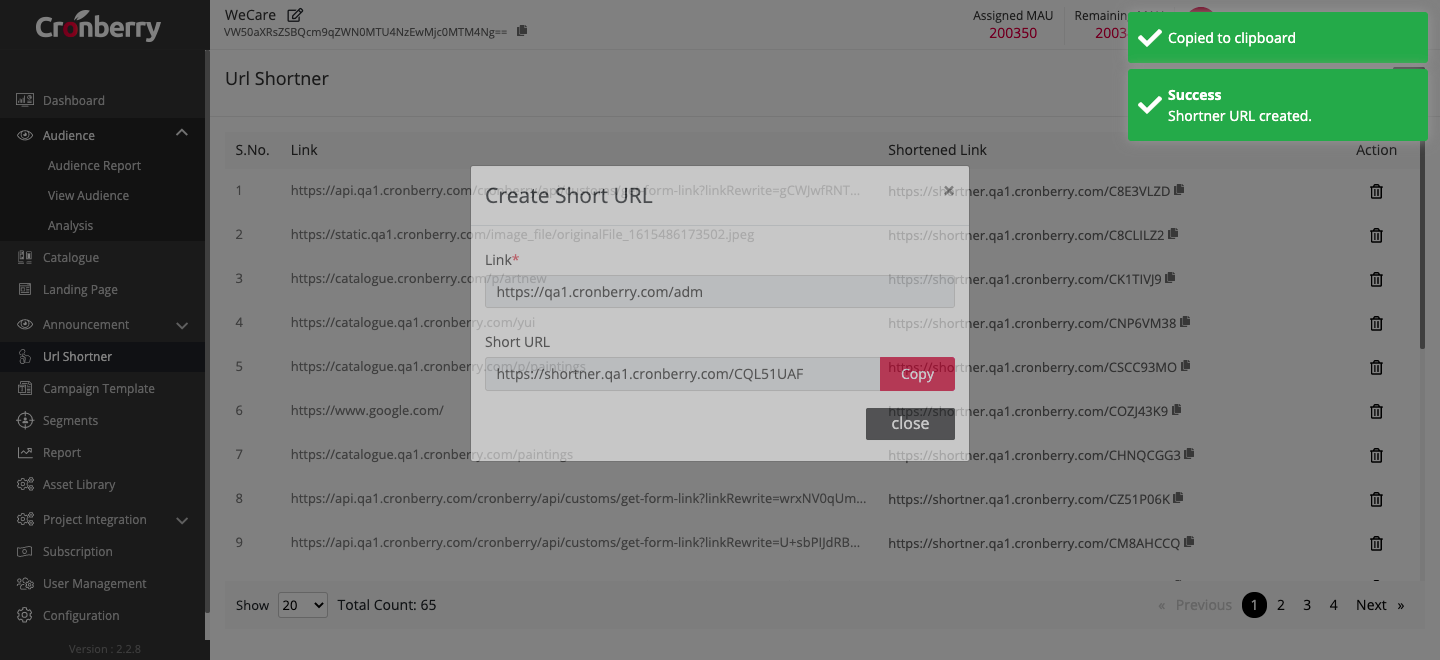 Cronberry
WeCare
VW50aXRsZSBQcm9qZWN0MTU4NzEwMjc0MTM4Ng==
Assigned MAU
200350
Remaining MAU
2003
Copied to clipboard
Success
Shortner URL created.
Dashboard
Audience
Audience Report
View Audience
Analysis
Catalogue
Landing Page
Announcement
Url Shortner
Campaign Template
Segments
Report
Asset Library
Project Integration
Subscription
User Management
Configuration
Version : 2.2.8
Url Shortner
S.No. Link Shortened Link Action
1 https://api.qa1.cronberry.com/cronberry/api/customs/get-form-link?linkRewrite=gCWJwfRNT... https://shortner.qa1.cronberry.com/C8E3VLZD
2 https://static.qa1.cronberry.com/image_file/originalFile_1615486173502.jpeg https://shortner.qa1.cronberry.com/C8CLILZ2
3 https://catalogue.qa1.cronberry.com/p/artnew https://shortner.qa1.cronberry.com/CK1TIVJ9
4 https://catalogue.qa1.cronberry.com/yui https://shortner.qa1.cronberry.com/CNP6VM38
5 https://catalogue.qa1.cronberry.com/p/paintings https://shortner.qa1.cronberry.com/CSCC93MO
6 https://www.google.com/ https://shortner.qa1.cronberry.com/COZJ43K9
7 https://catalogue.qa1.cronberry.com/paintings https://shortner.qa1.cronberry.com/CHNQCGG3
8 https://api.qa1.cronberry.com/cronberry/api/customs/get-form-link?linkRewrite=wrxNV0qUm... https://shortner.qa1.cronberry.com/CZ51P06K
9 https://api.qa1.cronberry.com/cronberry/api/customs/get-form-link?linkRewrite=U+sbPIJdRB... https://shortner.qa1.cronberry.com/CM8AHCCQ
Create Short URL ×
Link*
https://qa1.cronberry.com/adm
Short URL
https://shortner.qa1.cronberry.com/CQL51UAF Copy
close
Show 20 Total Count: 65
« Previous 1 2 3 4 Next »